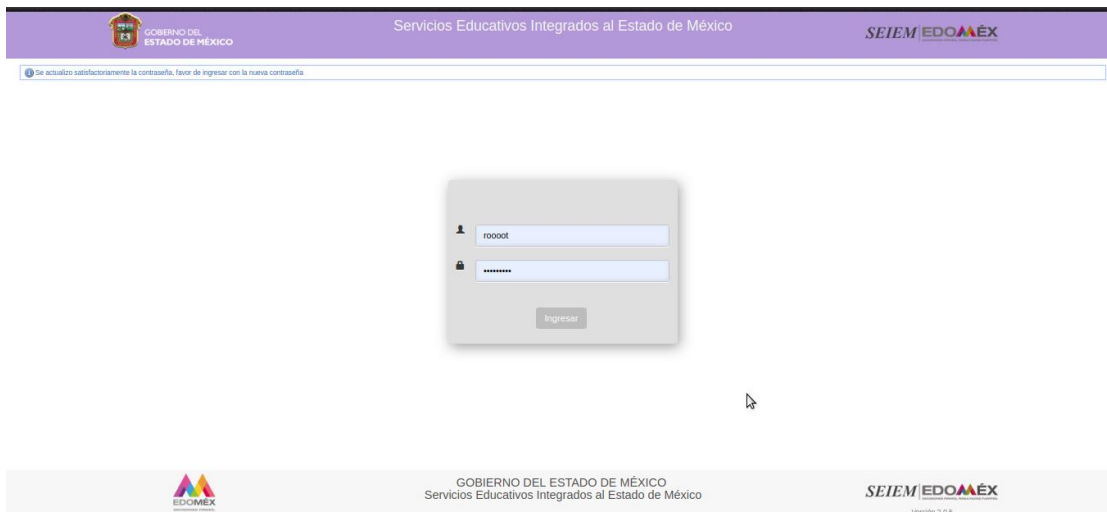 GOBIERNO DEL
ESTADO DE MÉXICO
Servicios Educativos Integrados al Estado de México
SEIEM EDOMÉX
Se actualizo satisfactoriamente la contraseña, favor de ingresar con la nueva contraseña
roooot
•••••••••
Ingresar
EDOMÉX
GOBIERNO DEL ESTADO DE MÉXICO
Servicios Educativos Integrados al Estado de México
SEIEM EDOMÉX